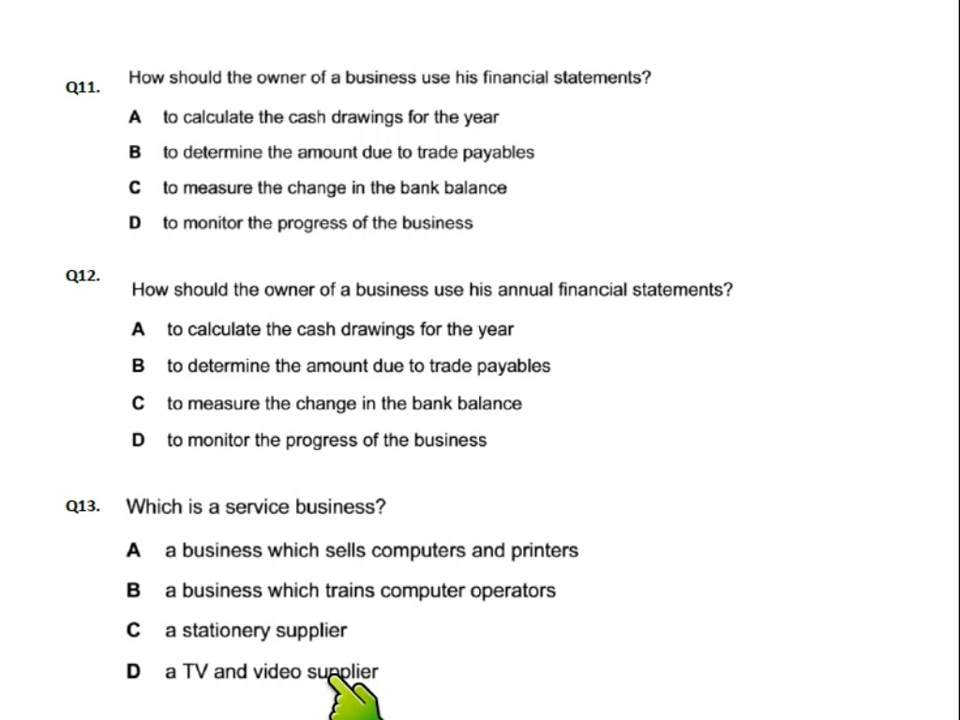 Q11. How should the owner of a business use his financial statements?
A to calculate the cash drawings for the year
B to determine the amount due to trade payables
C to measure the change in the bank balance
D to monitor the progress of the business
Q12. How should the owner of a business use his annual financial statements?
A to calculate the cash drawings for the year
B to determine the amount due to trade payables
C to measure the change in the bank balance
D to monitor the progress of the business
Q13. Which is a service business?
A a business which sells computers and printers
B a business which trains computer operators
C a stationery supplier
D a TV and video supplier